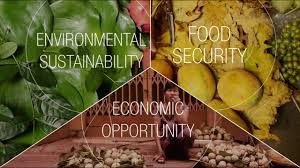 ENVIRONMENTAL
SUSTAINABILITY
FOOD
SECURITY
ECONOMIC
OPPORTUNITY